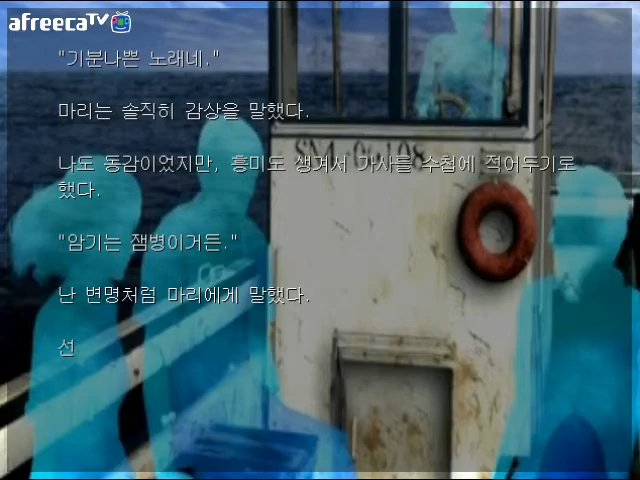 afreecaTV
"기분나쁜 노래네."
마리는 솔직히 감상을 말했다.
나도 동감이었지만, 흥미도 생겨서 가사를 수첩에 적어두기로
했다.
"암기는 잼병이거든."
난 변명처럼 마리에게 말했다.
선